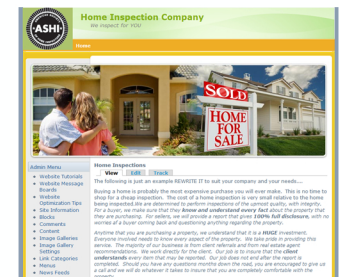 ASHI
Home Inspection Company
We inspect for YOU
Home
SOLD
HOME
FOR
SALE
Admin Menu
Website Tutorials
Website Message
Boards
Website
Optimization Tips
Site Information
Blocks
Comments
Content
Image Galleries
Image Gallery
Settings
Link Categories
Menus
News Feeds
Home Inspections
View Edit Track
The following is just an example REWRITE IT to suit your company and your needs....
Buying a home is probably the most expensive purchase you will ever make. This is no time to
shop for a cheap inspection. The cost of a home inspection is very small relative to the home
being inspected.We are determined to perform inspections of the upmost quality, with integrity.
For a buyer, we make sure that they know and understand every fact about the property that
they are purchasing. For sellers, we will provide a report that gives 100% full disclosure, with no
worries of a buyer coming back and questioning anything regarding the property.
Anytime that you are purchasing a property, we understand that it is a HUGE investment.
Everyone involved needs to know every aspect of the property. We take pride in providing this
service. The majority of our business is from client referrals and from real estate agent
recommendations. We work directly for the client. Our job is to insure that the client
understands every item that may be reported. Our job does not end after the report is
completed. Should you have any questions months down the road, you are encouraged to give us
a call and we will do whatever it takes to insure that you are completely comfortable with the